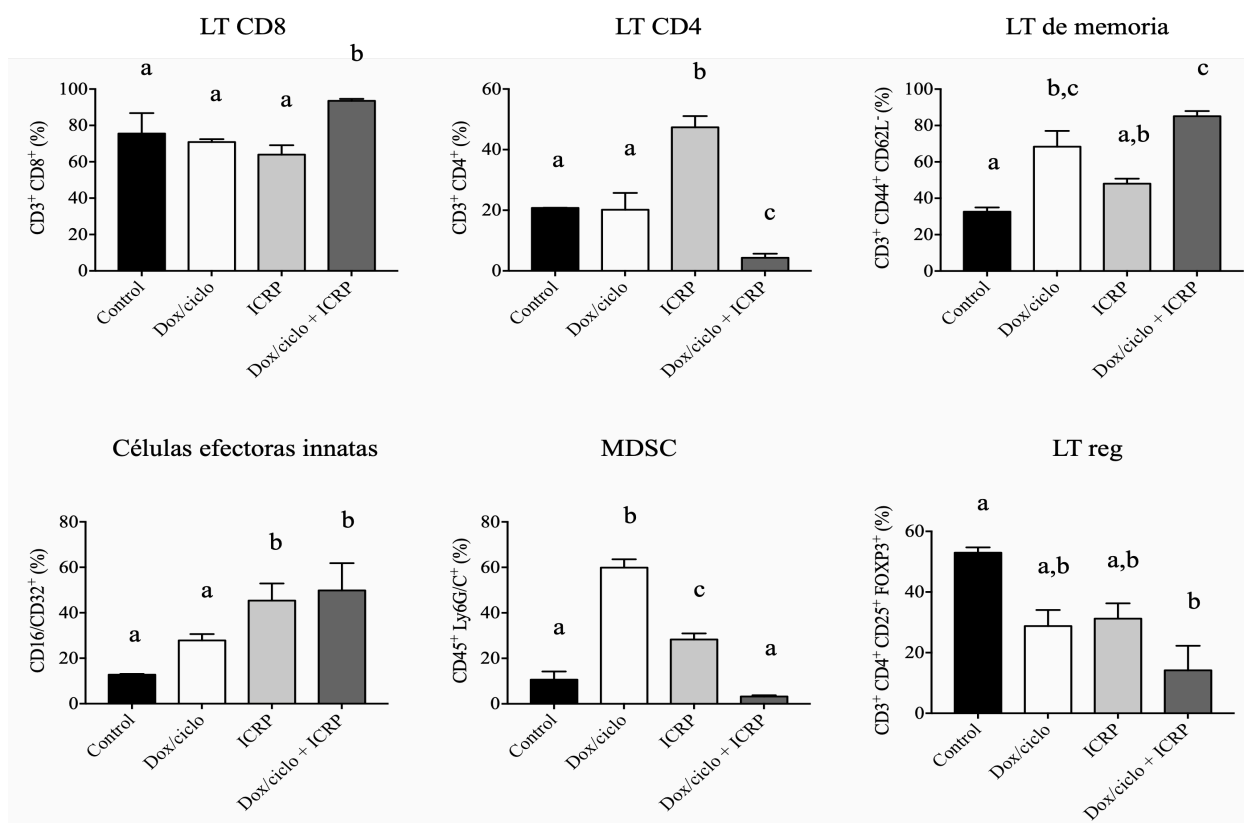 LT CD8
a
a
a
b
CD3+ CD8+ (%)
100
80
60
40
20
0
Control
Dox/ciclo
ICRP
Dox/ciclo + ICRP
LT CD4
a
a
b
c
CD3+ CD4+ (%)
60
40
20
0
Control
Dox/ciclo
ICRP
Dox/ciclo + ICRP
LT de memoria
a
b,c
a,b
c
CD3+ CD44+ CD62L- (%)
100
80
60
40
20
0
Control
Dox/ciclo
ICRP
Dox/ciclo + ICRP
Células efectoras innatas
a
a
b
b
CD16/CD32+ (%)
80
60
40
20
0
Control
Dox/ciclo
ICRP
Dox/ciclo + ICRP
MDSC
a
b
c
a
CD45+ Ly6G/C+ (%)
80
60
40
20
0
Control
Dox/ciclo
ICRP
Dox/ciclo + ICRP
LT reg
a
a,b
a,b
b
CD3+ CD4+ CD25+ FOXP3+ (%)
60
40
20
0
Control
Dox/ciclo
ICRP
Dox/ciclo + ICRP